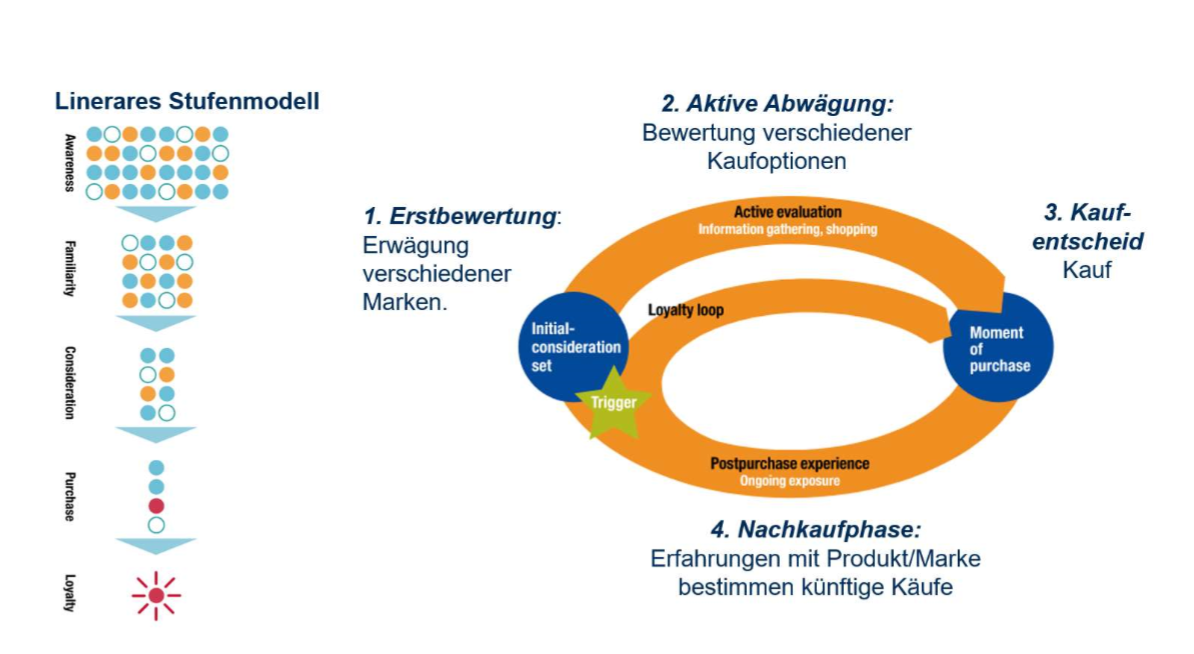 Linerares Stufenmodell
Awareness
Familiarity
Consideration
Purchase
Loyalty
1. Erstbewertung:
Erwägung
verschiedener
Marken.
2. Aktive Abwägung:
Bewertung verschiedener
Kaufoptionen
3. Kauf-
entscheid
Kauf
Active evaluation
Information gathering, shopping
Loyalty loop
Initial-
consideration
set
Trigger
Moment
of
purchase
Postpurchase experience
Ongoing exposure
4. Nachkaufphase:
Erfahrungen mit Produkt/Marke
bestimmen künftige Käufe